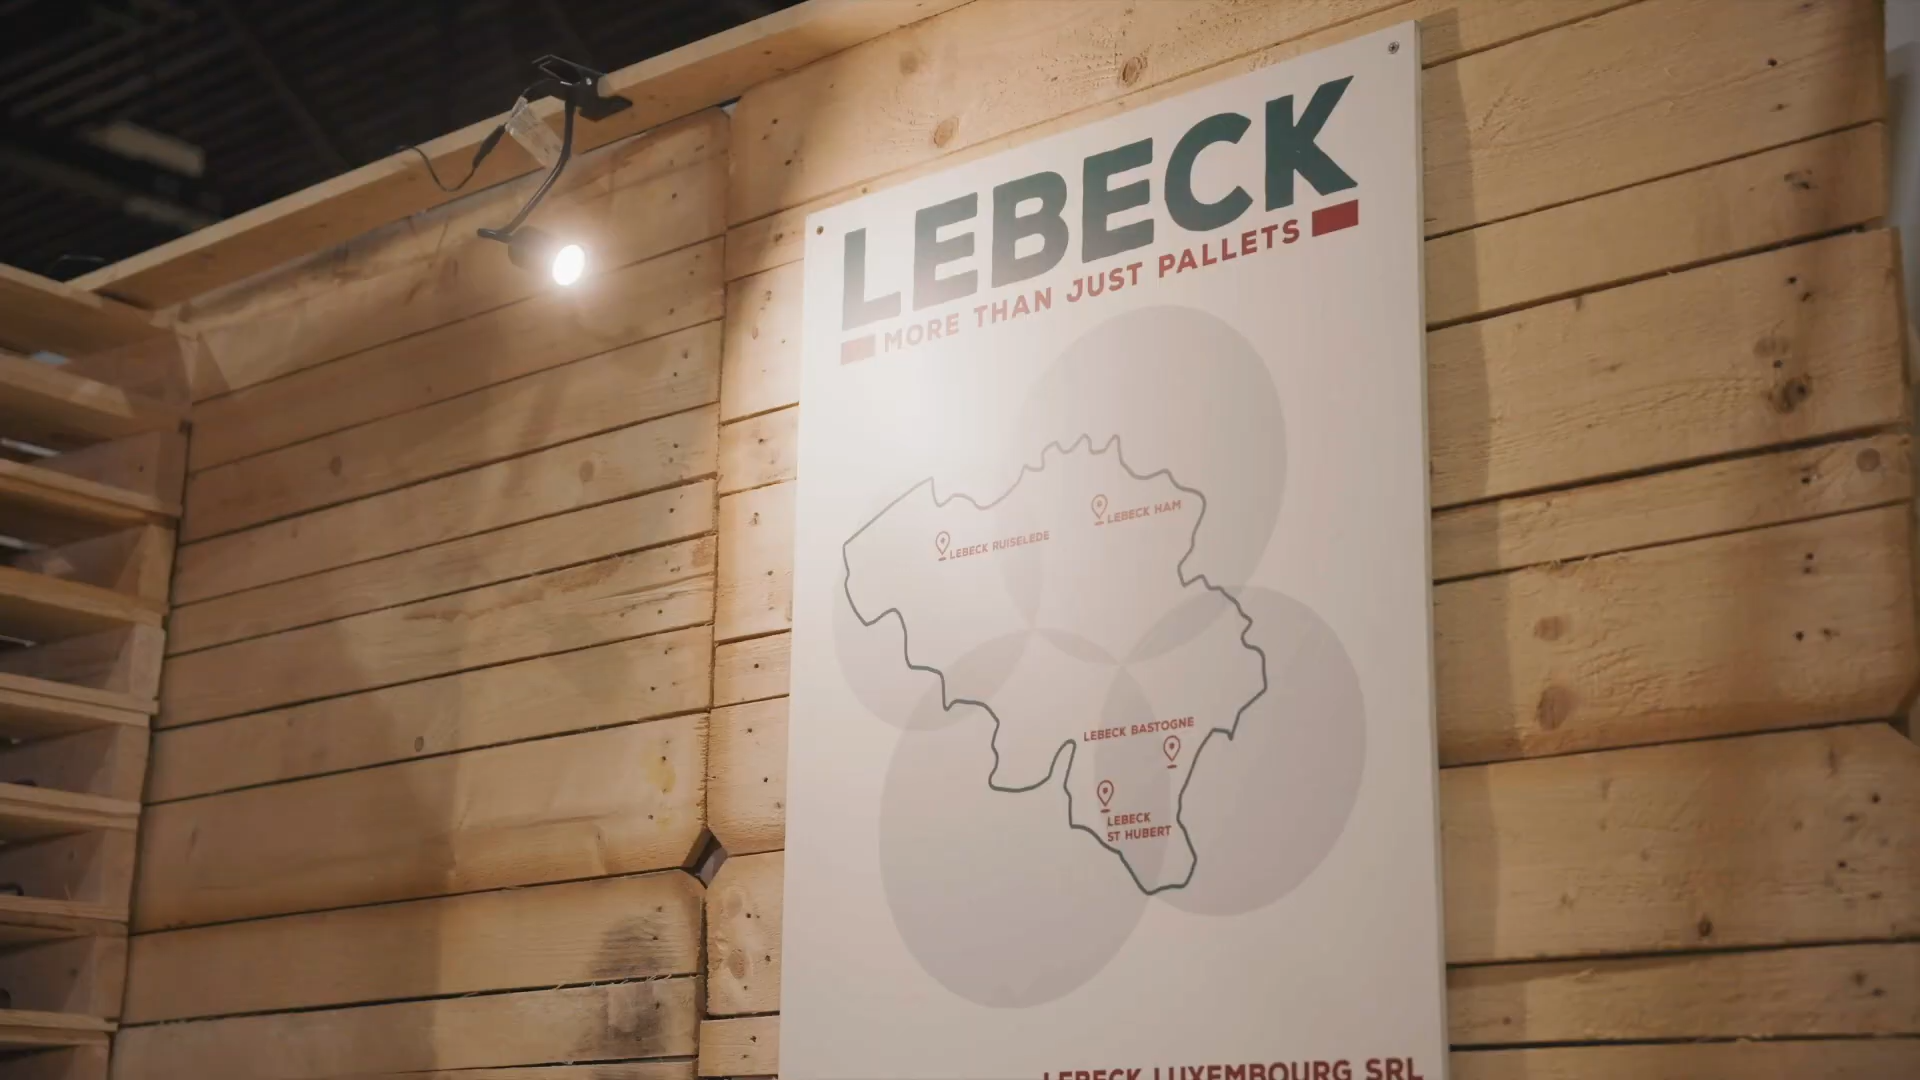 LEBECK
MORE THAN JUST PALLETS
LEBECK HAM
LEBECK RUISELEDE
LEBECK BASTOGNE
LEBECK
ST HUBERT
LEBECK LUXEMBOURG SRL